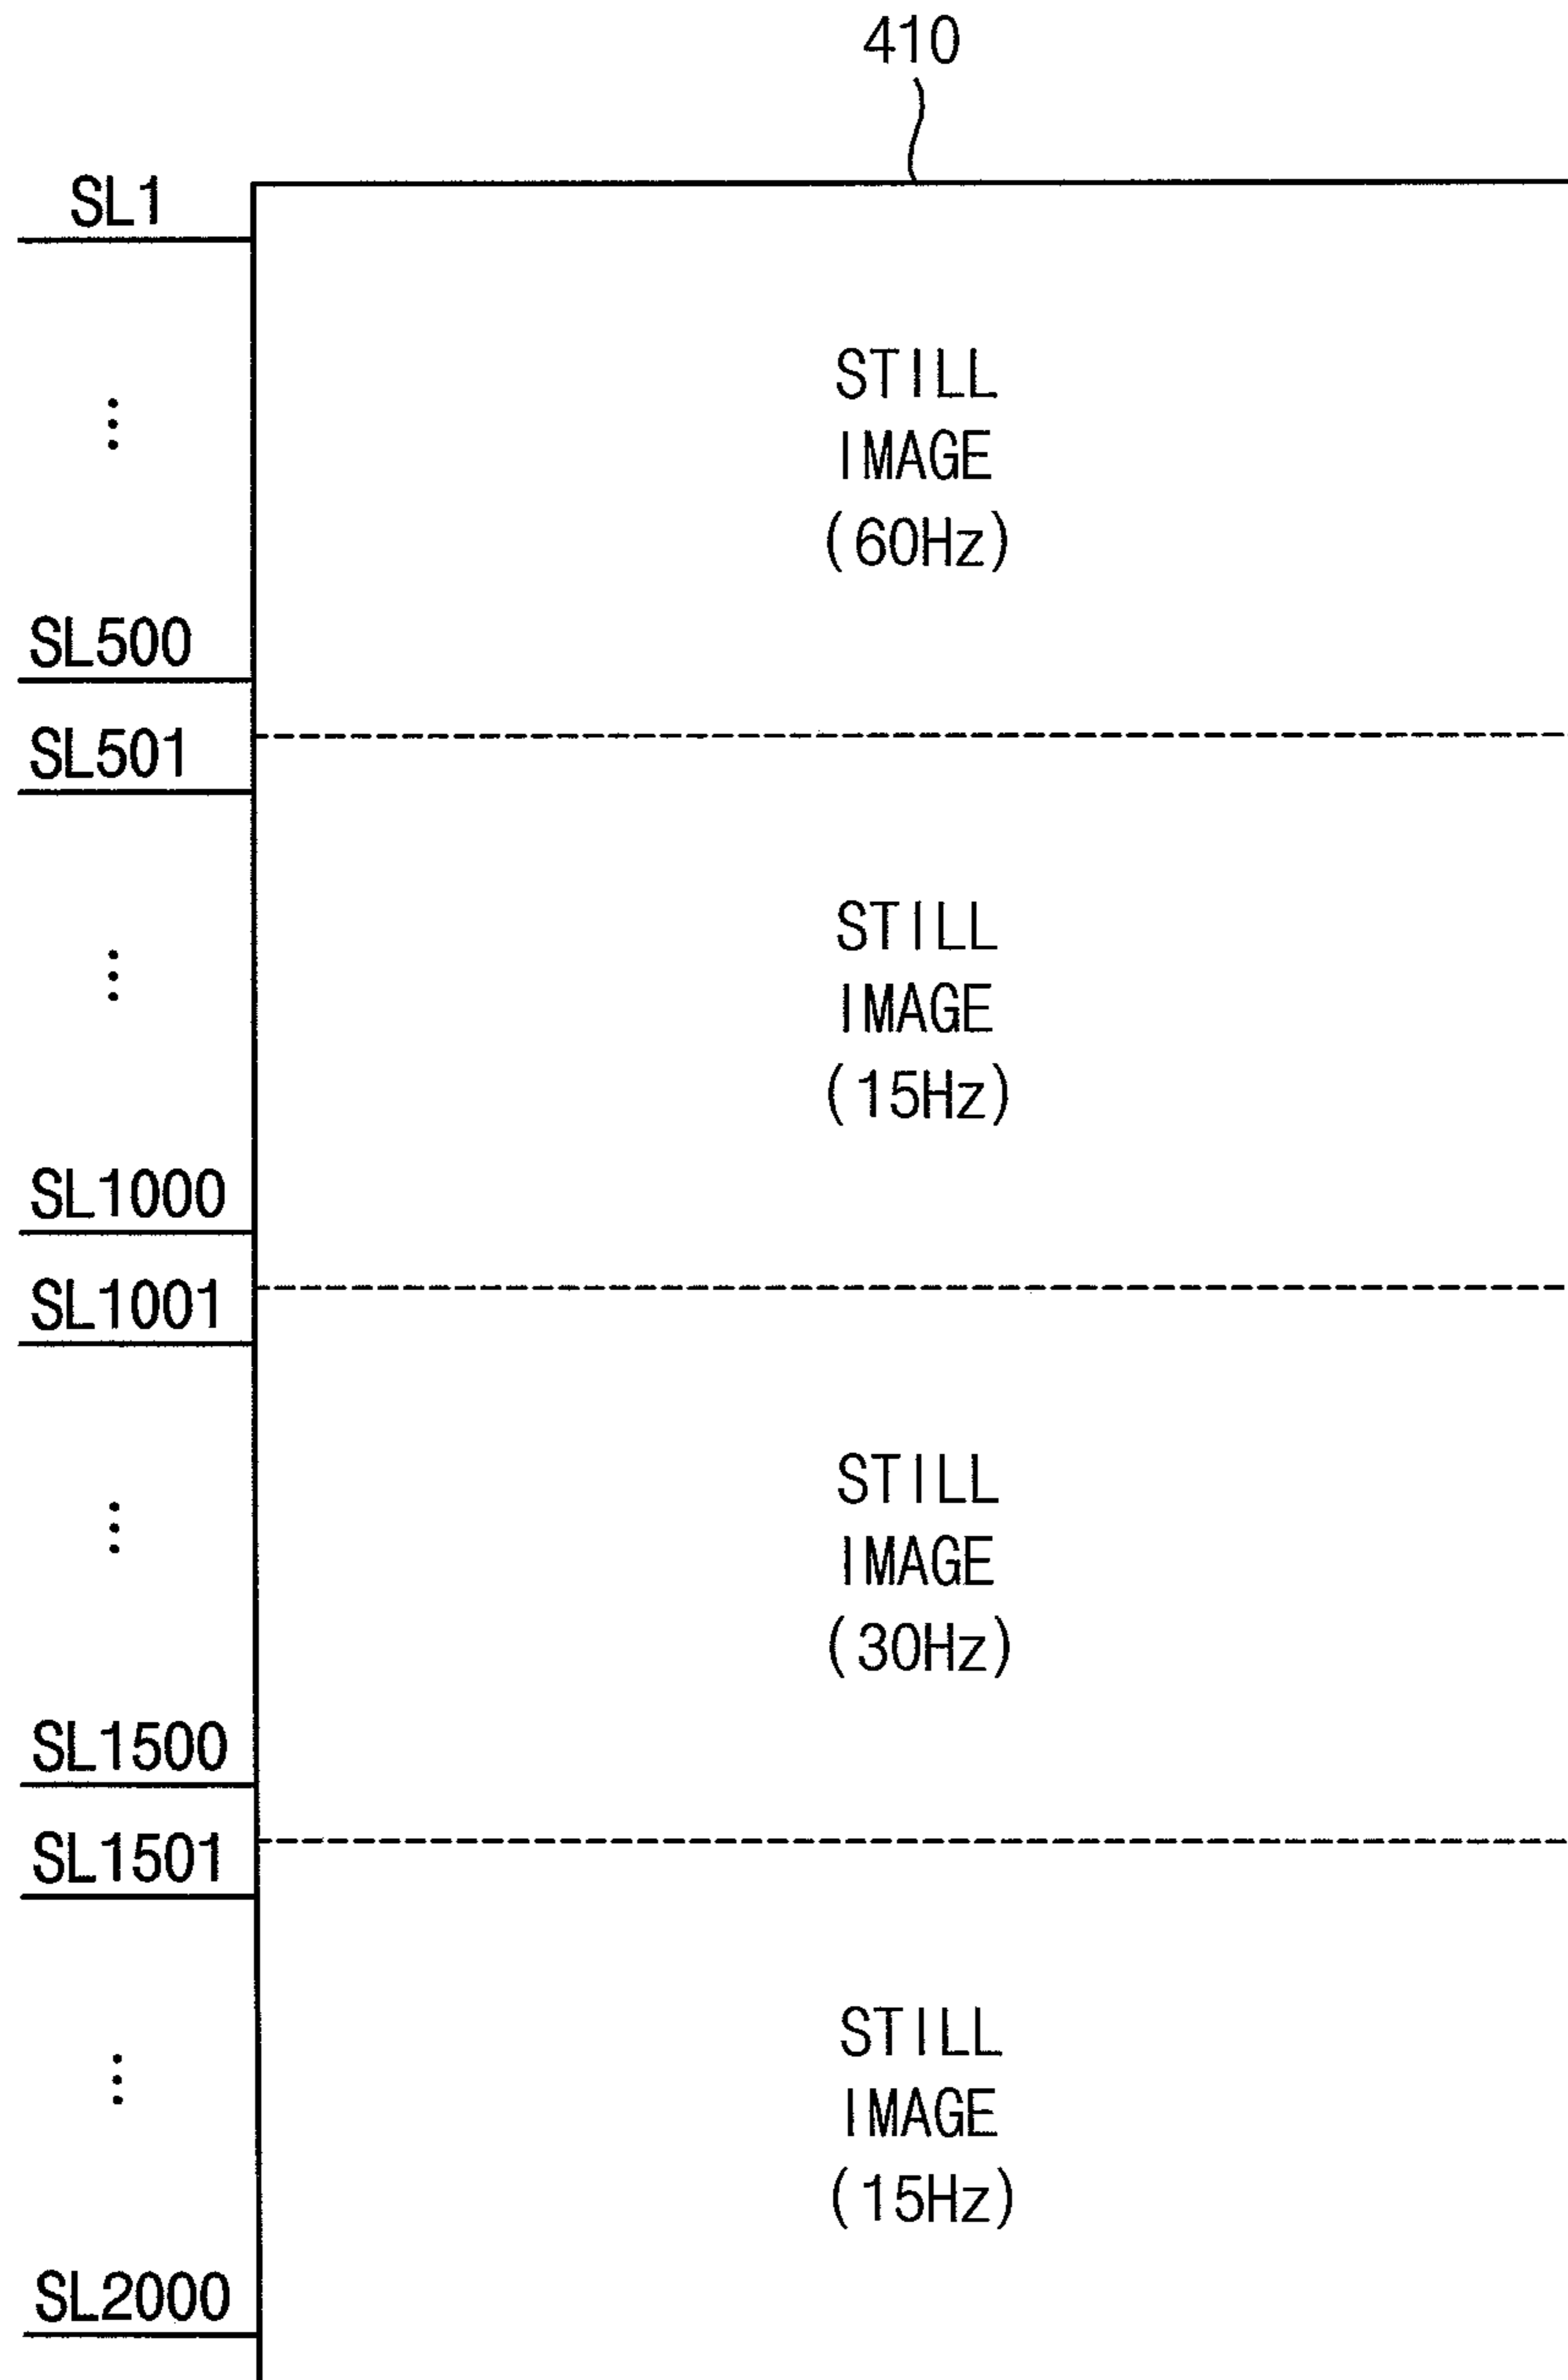 410
SL1
STILL
IMAGE
(60Hz)
SL500
SL501
STILL
IMAGE
(15Hz)
SL1000
SL1001
STILL
IMAGE
(30Hz)
SL1500
SL1501
STILL
IMAGE
(15Hz)
SL2000